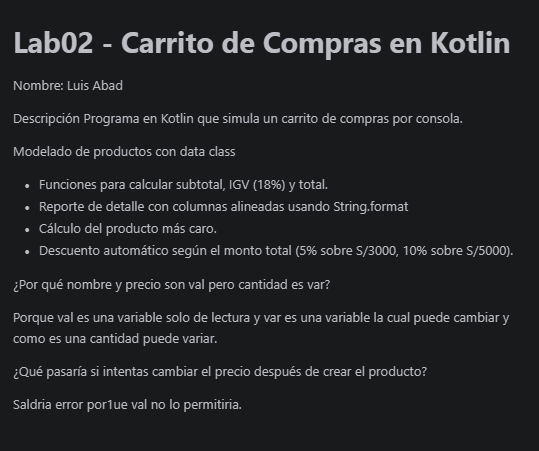 Lab02 - Carrito de Compras en Kotlin
Nombre: Luis Abad
Descripción Programa en Kotlin que simula un carrito de compras por consola.
Modelado de productos con data class
• Funciones para calcular subtotal, IGV (18%) y total.
• Reporte de detalle con columnas alineadas usando String.format
• Cálculo del producto más caro.
• Descuento automático según el monto total (5% sobre S/3000, 10% sobre S/5000).
¿Por qué nombre y precio son val pero cantidad es var?
Porque val es una variable solo de lectura y var es una variable la cual puede cambiar y
como es una cantidad puede variar.
¿Qué pasaría si intentas cambiar el precio después de crear el producto?
Saldria error por1ue val no lo permitiria.